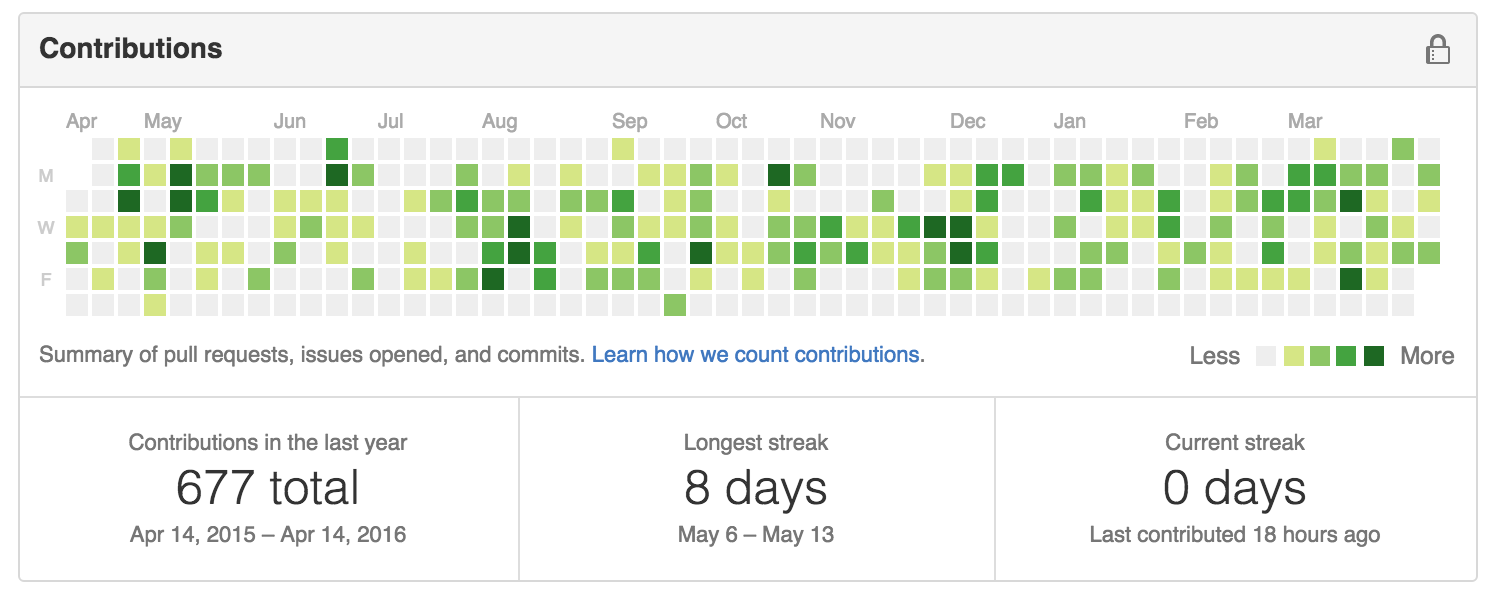 Contributions
Apr May Jun Jul Aug Sep Oct Nov Dec Jan Feb Mar
M
W
F
Summary of pull requests, issues opened, and commits. Learn how we count contributions.
Less More
Contributions in the last year
677 total
Apr 14, 2015 – Apr 14, 2016
Longest streak
8 days
May 6 – May 13
Current streak
0 days
Last contributed 18 hours ago